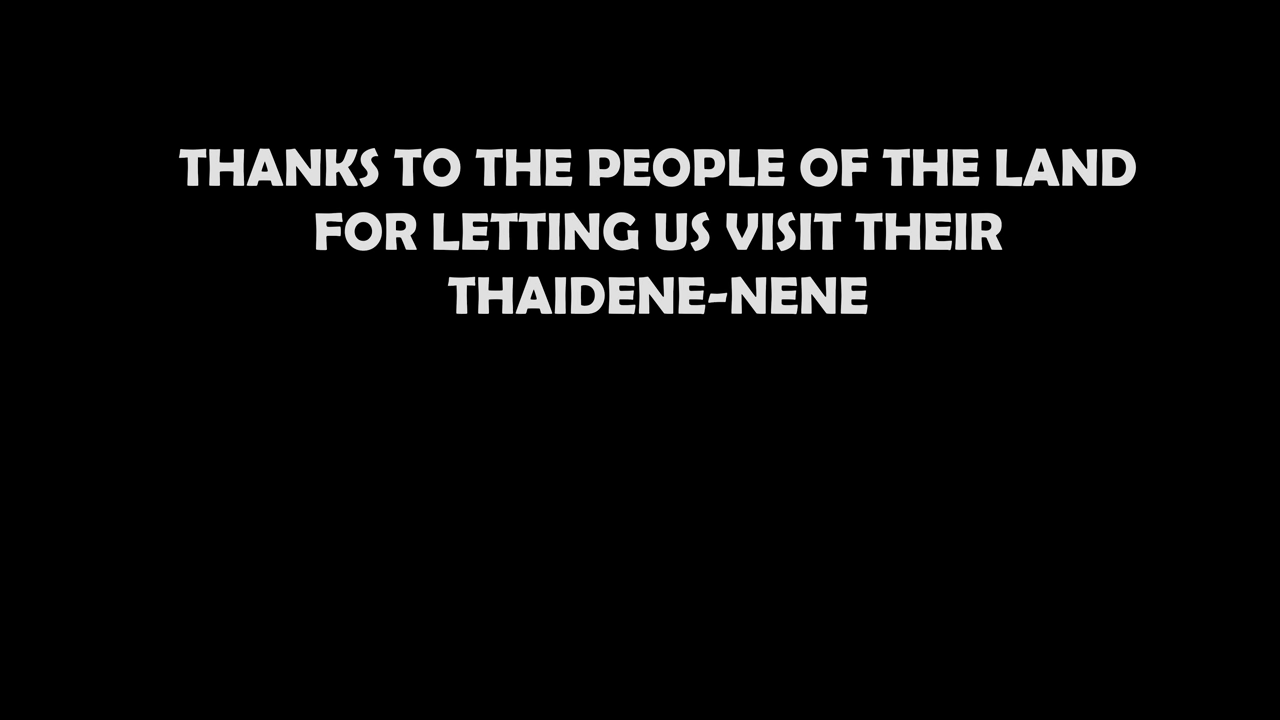 THANKS TO THE PEOPLE OF THE LAND
FOR LETTING US VISIT THEIR
THAIDENE-NENE